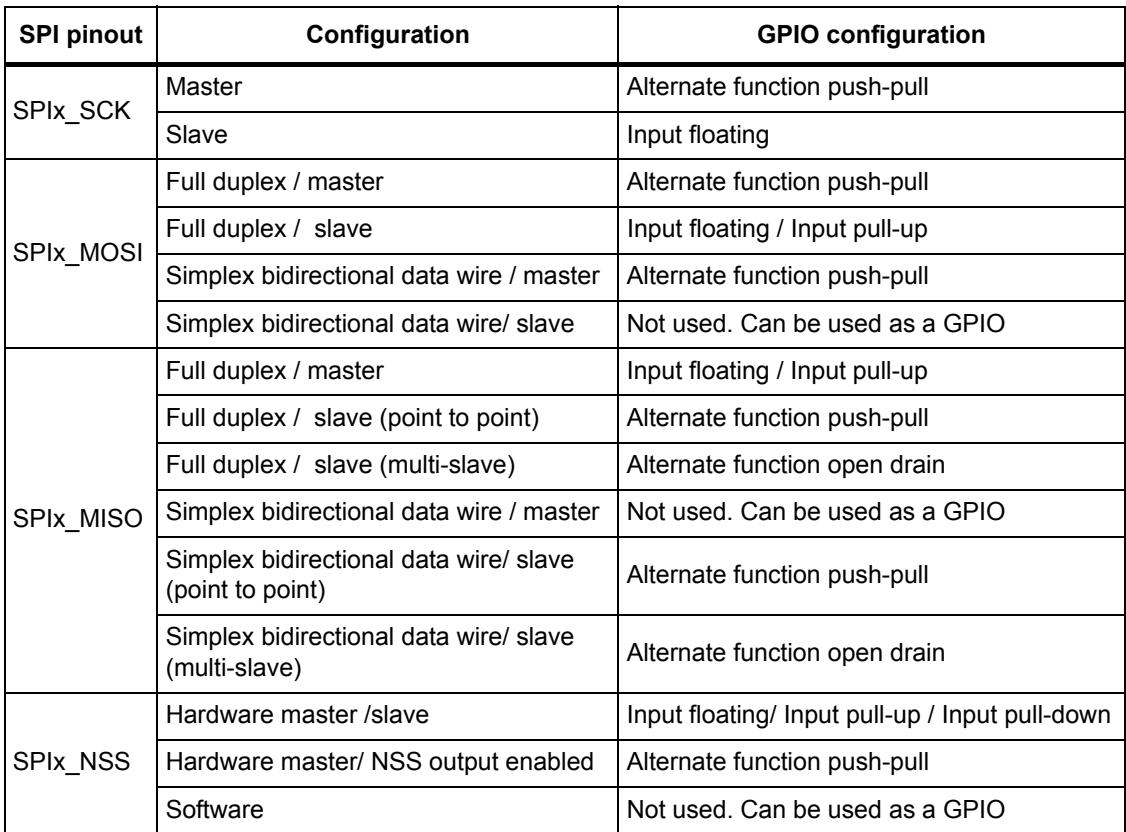 SPI pinout Configuration GPIO configuration
SPIx_SCK
Master Alternate function push-pull
Slave Input floating
SPIx_MOSI
Full duplex / master Alternate function push-pull
Full duplex / slave Input floating / Input pull-up
Simplex bidirectional data wire / master Alternate function push-pull
Simplex bidirectional data wire/ slave Not used. Can be used as a GPIO
SPIx_MISO
Full duplex / master Input floating / Input pull-up
Full duplex / slave (point to point) Alternate function push-pull
Full duplex / slave (multi-slave) Alternate function open drain
Simplex bidirectional data wire / master Not used. Can be used as a GPIO
Simplex bidirectional data wire/ slave
(point to point) Alternate function push-pull
Simplex bidirectional data wire/ slave
(multi-slave) Alternate function open drain
SPIx_NSS
Hardware master /slave Input floating/ Input pull-up / Input pull-down
Hardware master/ NSS output enabled Alternate function push-pull
Software Not used. Can be used as a GPIO